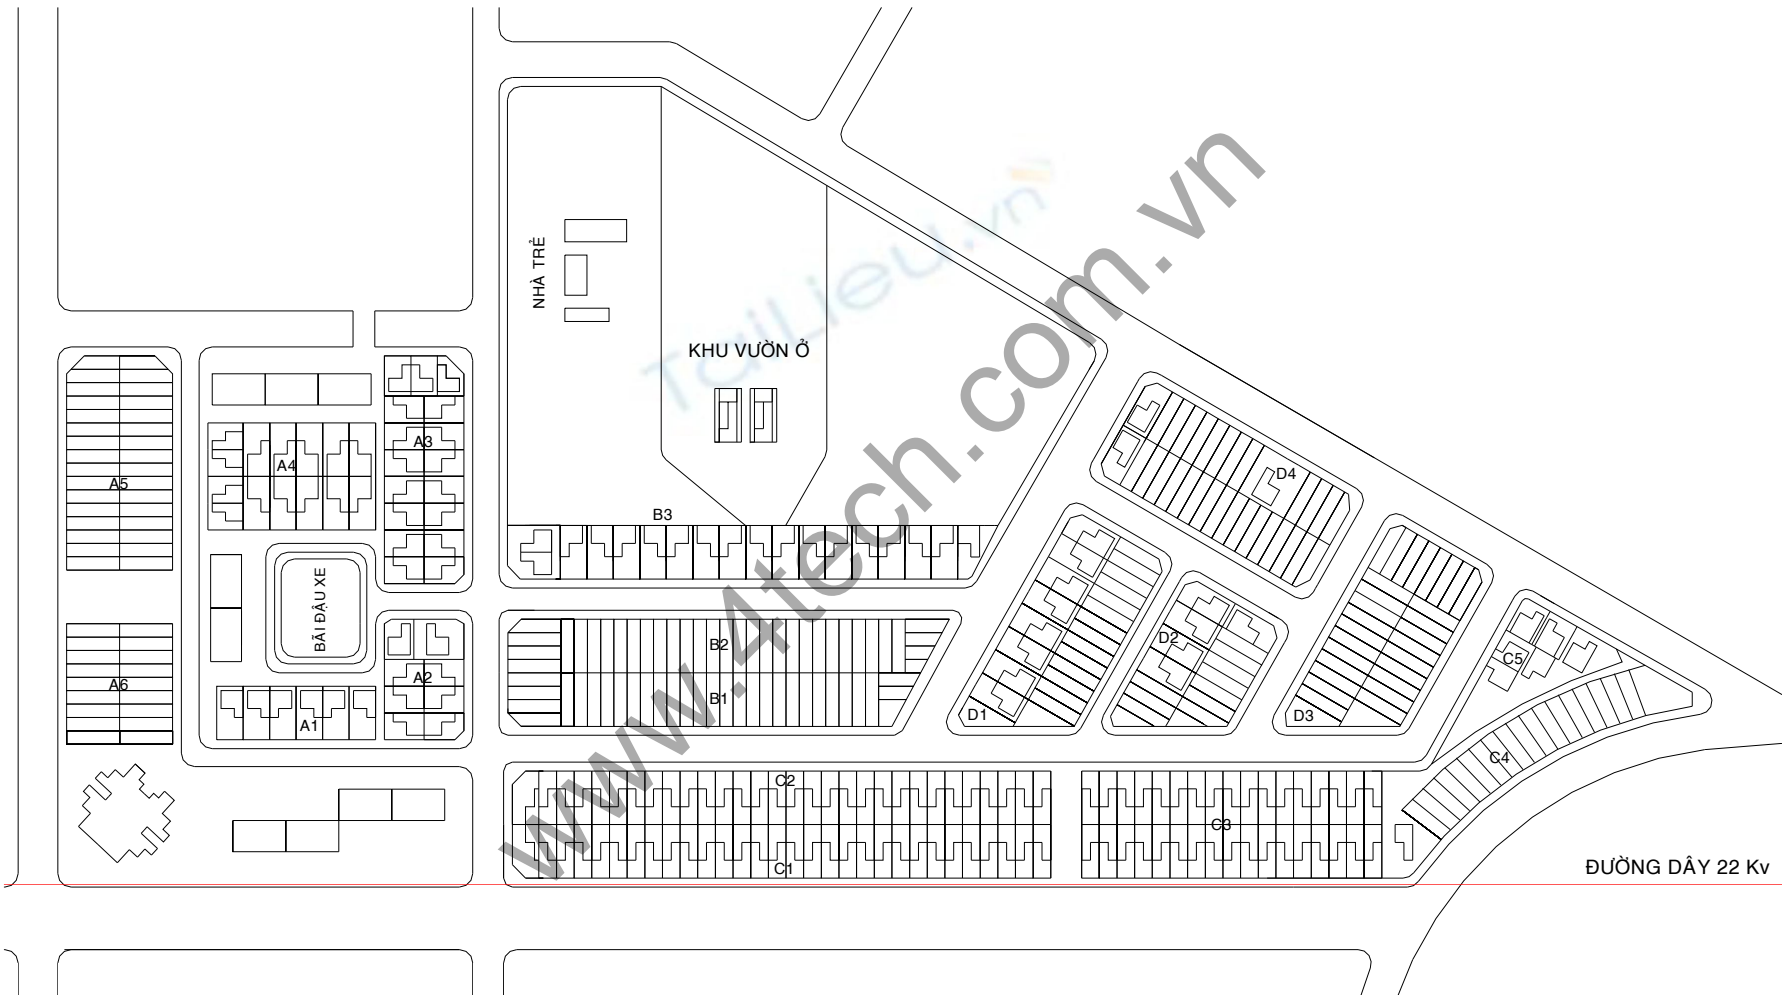 TaiLieu.vn
www.4tech.com.vn
NHÀ TRẺ
KHU VƯỜN Ở
A3
A4
A5
D4
B3
BÃI ĐẬU XE
D2
B2
C5
A2
A6
B1
D1
D3
A1
C4
C2
C3
C1
ĐƯỜNG DÂY 22 Kv